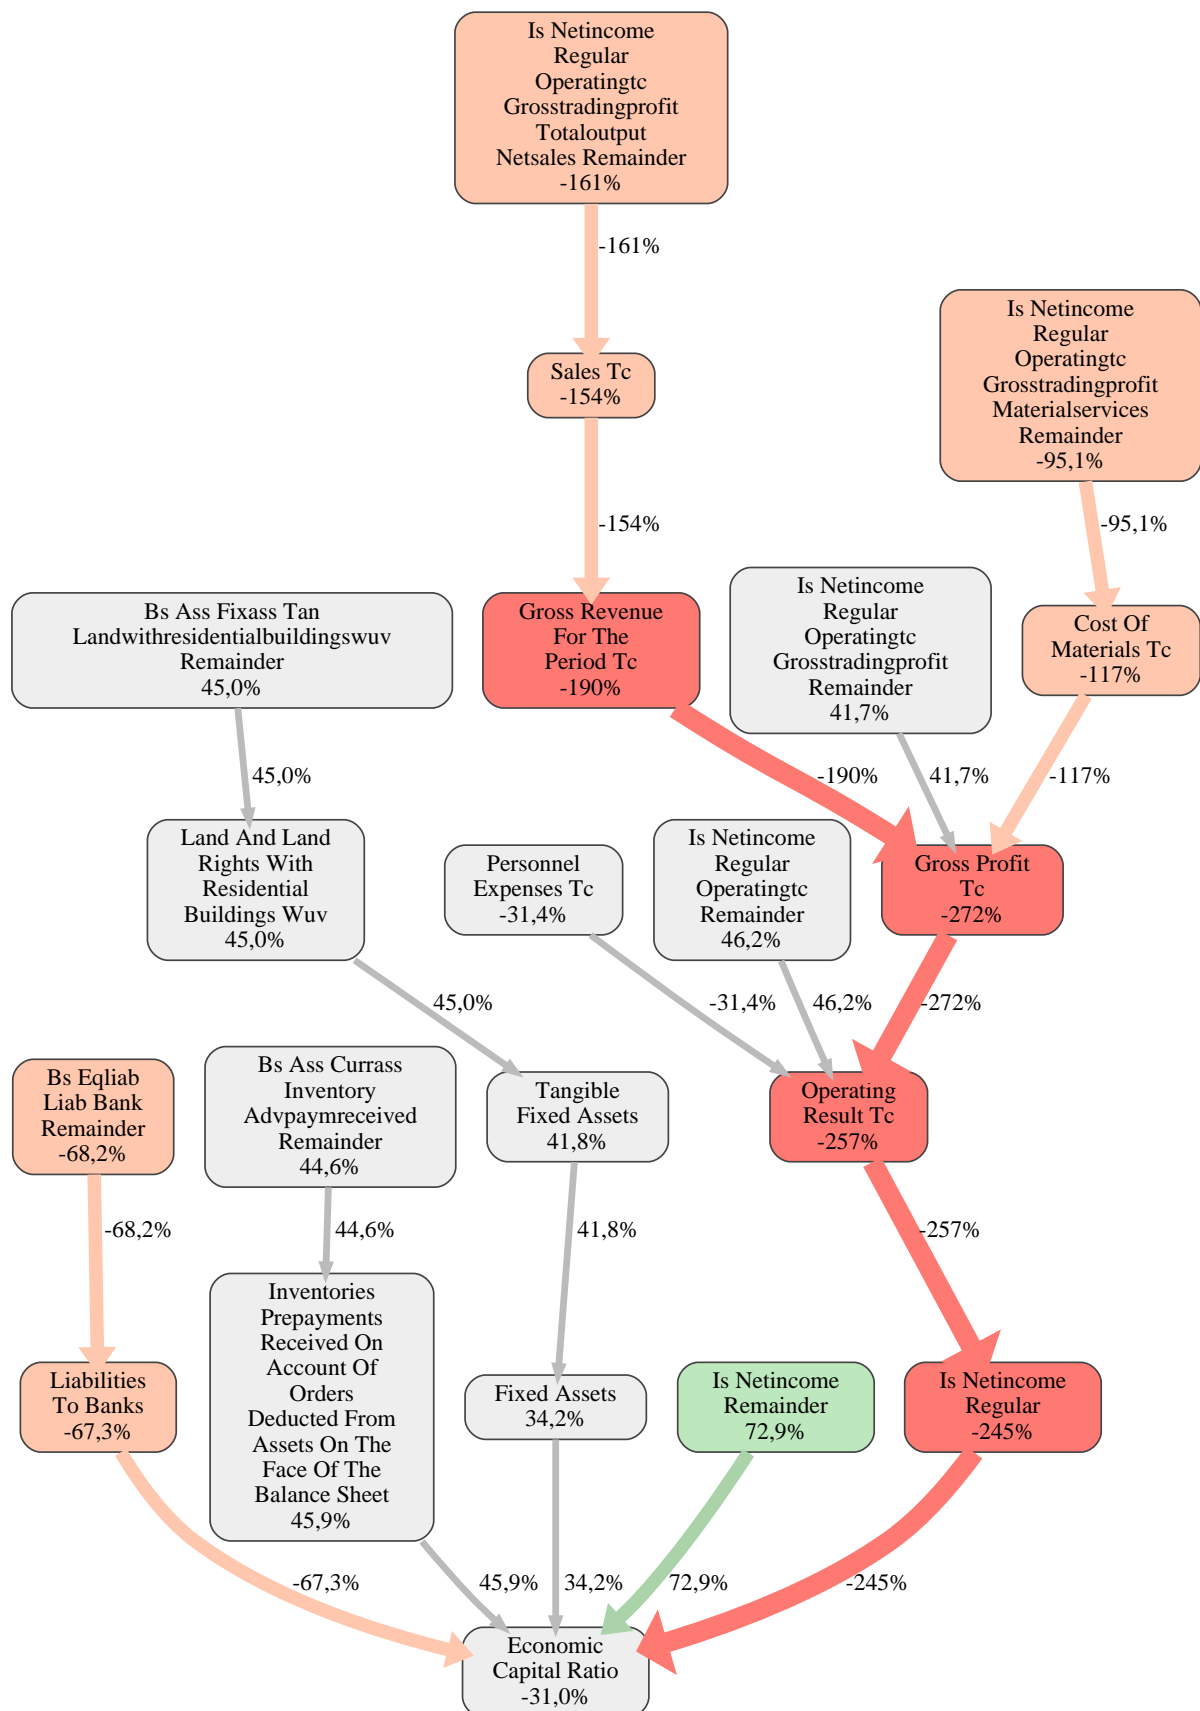 Is Netincome
Regular
Operatingtc
Grosstradingprofit
Totaloutput
Netsales Remainder
-161%
-161%
Is Netincome
Regular
Operatingtc
Grosstradingprofit
Materialservices
Remainder
-95,1%
Sales Tc
-154%
-154%
-95,1%
Bs Ass Fixass Tan
Landwithresidentialbuildingswuv
Remainder
45,0%
Gross Revenue
For The
Period Tc
-190%
Is Netincome
Regular
Operatingtc
Grosstradingprofit
Remainder
41,7%
Cost Of
Materials Tc
-117%
45,0%
-190%
41,7%
-117%
Land And Land
Rights With
Residential
Buildings Wuv
45,0%
Personnel
Expenses Tc
-31,4%
Is Netincome
Regular
Operatingtc
Remainder
46,2%
Gross Profit
Tc
-272%
45,0%
-31,4%
46,2%
-272%
Bs Eqliab
Liab Bank
Remainder
-68,2%
Bs Ass Currass
Inventory
Advpaymreceived
Remainder
44,6%
Tangible
Fixed Assets
41,8%
Operating
Result Tc
-257%
-68,2%
44,6%
41,8%
-257%
Liabilities
To Banks
-67,3%
Inventories
Prepayments
Received On
Account Of
Orders
Deducted From
Assets On The
Face Of The
Balance Sheet
45,9%
Fixed Assets
34,2%
Is Netincome
Remainder
72,9%
Is Netincome
Regular
-245%
-67,3%
45,9%
34,2%
72,9%
-245%
Economic
Capital Ratio
-31,0%